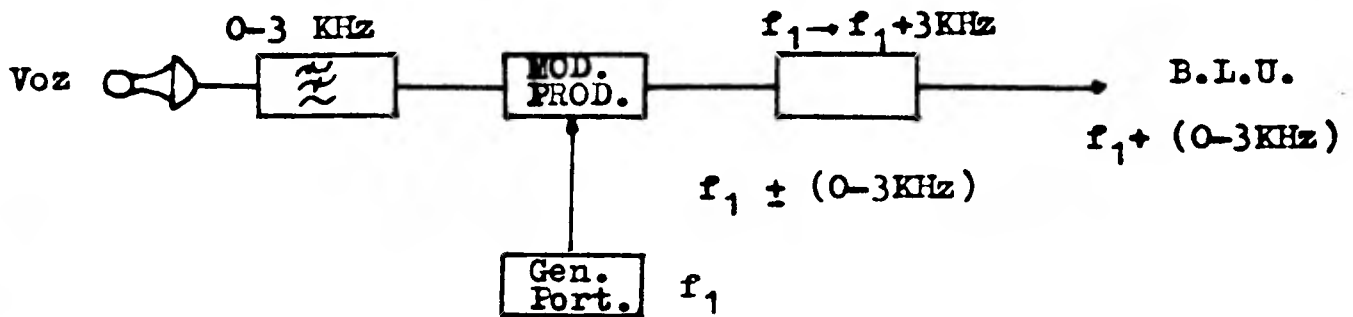 0-3 KHz
f₁→f₁+3KHz
Voz
MOD.
PROD.
B.L.U.
f₁+ (0-3KHz)
f₁ ± (0-3KHz)
Gen.
Port.
f₁